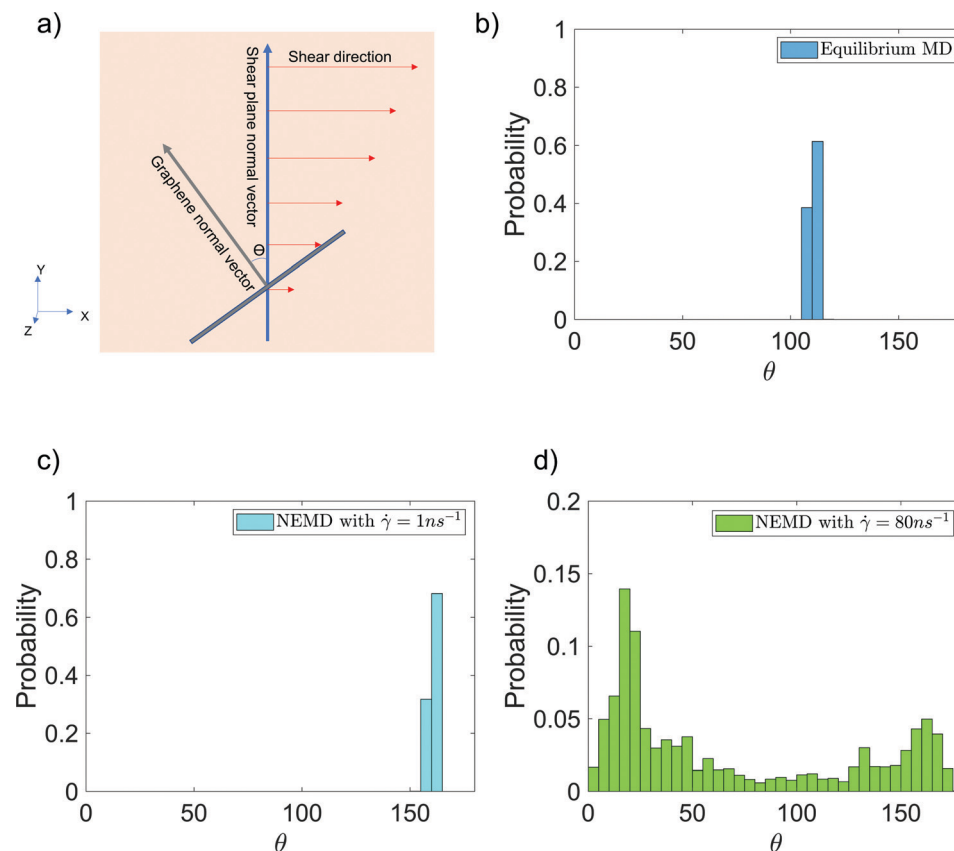 a)
Shear direction
Shear plane normal vector
Graphene normal vector
Θ
Y
X
Z
b)
Equilibrium MD
1
0.8
0.6
0.4
0.2
0
Probability
0
50
100
150
θ
c)
NEMD with γ̇ = 1ns⁻¹
1
0.8
0.6
0.4
0.2
0
Probability
0
50
100
150
θ
d)
NEMD with γ̇ = 80ns⁻¹
0.2
0.15
0.1
0.05
0
Probability
0
50
100
150
θ